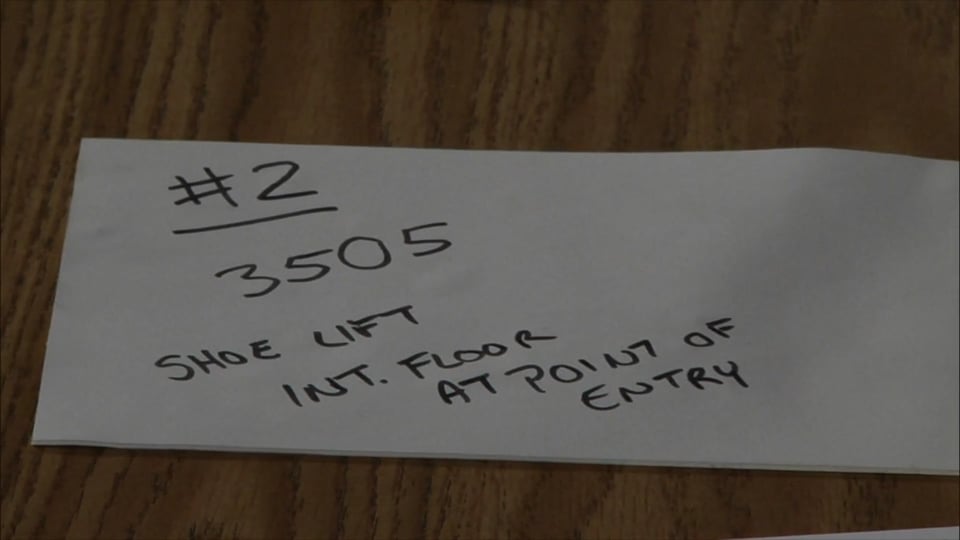 #2
3505
SHOE LIFT
INT. FLOOR
AT POINT OF
ENTRY